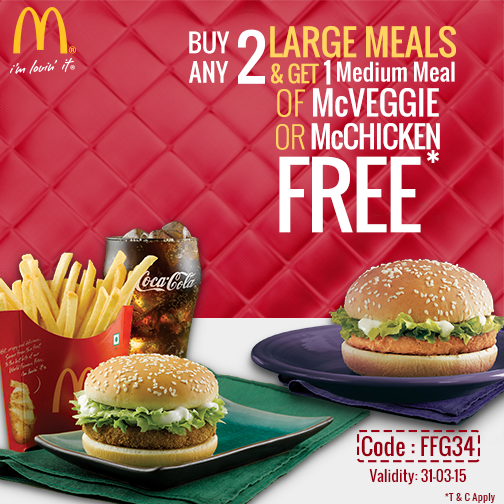 i'm lovin' it®
BUY ANY 2 LARGE MEALS
& GET 1 Medium Meal
OF McVEGGIE
OR McCHICKEN
FREE*
Coca-Cola
Code : FFG34
Validity: 31-03-15
*T & C Apply